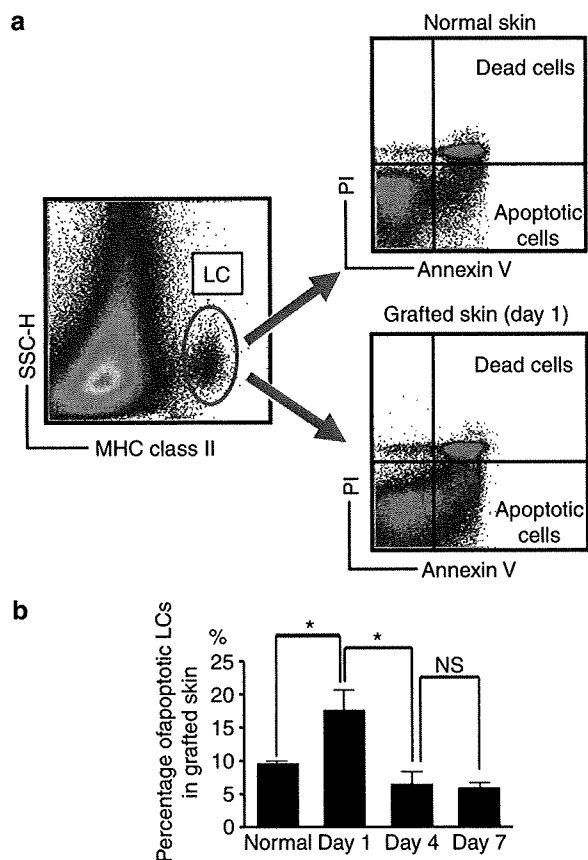 a
Normal skin
Dead cells
PI
Apoptotic
cells
Annexin V
LC
SSC-H
MHC class II
Grafted skin (day 1)
Dead cells
PI
Apoptotic
cells
Annexin V
b
Percentage ofapoptotic LCs
in grafted skin
%
25
20
15
10
5
0
*
*
NS
Normal Day 1 Day 4 Day 7